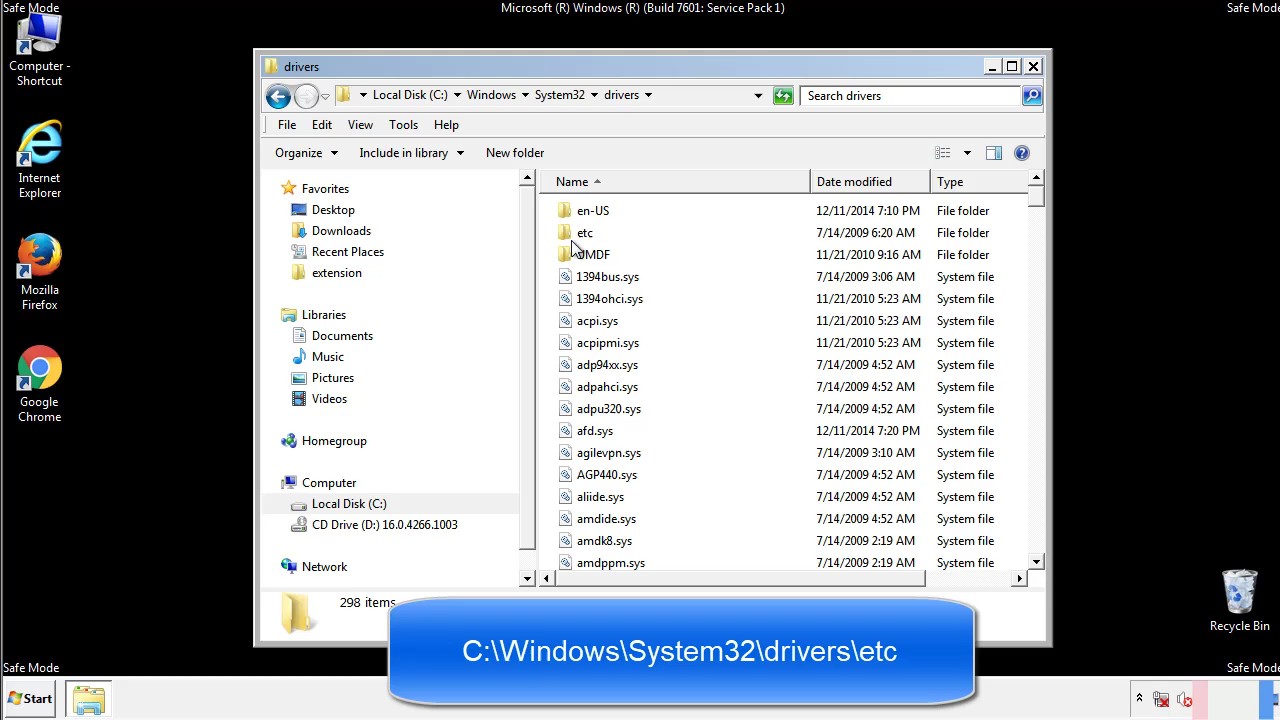 Safe Mode
Microsoft (R) Windows (R) (Build 7601: Service Pack 1)
Safe Mode
Computer -
Shortcut
Internet
Explorer
Mozilla
Firefox
Google
Chrome
drivers
Local Disk (C:) Windows System32 drivers
Search drivers
File Edit View Tools Help
Organize Include in library New folder
Favorites
Desktop
Downloads
Recent Places
extension
Libraries
Documents
Music
Pictures
Videos
Homegroup
Computer
Local Disk (C:)
CD Drive (D:) 16.0.4266.1003
Network
Name Date modified Type
en-US 12/11/2014 7:10 PM File folder
etc 7/14/2009 6:20 AM File folder
UMDF 11/21/2010 9:16 AM File folder
1394bus.sys 7/14/2009 3:06 AM System file
1394ohci.sys 11/21/2010 5:23 AM System file
acpi.sys 11/21/2010 5:23 AM System file
acpipmi.sys 11/21/2010 5:23 AM System file
adp94xx.sys 7/14/2009 4:52 AM System file
adpahci.sys 7/14/2009 4:52 AM System file
adpu320.sys 7/14/2009 4:52 AM System file
afd.sys 12/11/2014 7:20 PM System file
agilevpn.sys 7/14/2009 3:10 AM System file
AGP440.sys 7/14/2009 4:52 AM System file
aliide.sys 7/14/2009 4:52 AM System file
amdide.sys 7/14/2009 4:52 AM System file
amdk8.sys 7/14/2009 2:19 AM System file
amdppm.sys 7/14/2009 2:19 AM System file
298 items
C:\Windows\System32\drivers\etc
Recycle Bin
Safe Mode
Safe Mode
Start